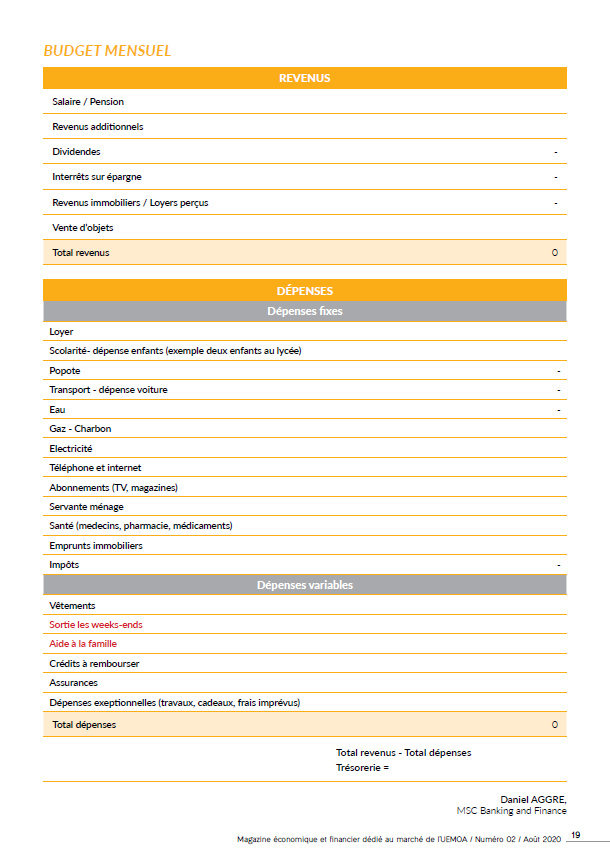 BUDGET MENSUEL
REVENUS
Salaire / Pension
Revenus additionnels
Dividendes -
Interrêts sur épargne -
Revenus immobiliers / Loyers perçus -
Vente d'objets
Total revenus 0
DÉPENSES
Dépenses fixes
Loyer
Scolarité- dépense enfants (exemple deux enfants au lycée)
Popote -
Transport - dépense voiture -
Eau -
Gaz - Charbon
Electricité
Téléphone et internet
Abonnements (TV, magazines)
Servante ménage
Santé (medecins, pharmacie, médicaments)
Emprunts immobiliers
Impôts -
Dépenses variables
Vêtements
Sortie les weeks-ends
Aide à la famille
Crédits à rembourser
Assurances
Dépenses exeptionnelles (travaux, cadeaux, frais imprévus)
Total dépenses 0
Total revenus - Total dépenses
Trésorerie =
Daniel AGGRE,
MSC Banking and Finance
Magazine économique et financier dédié au marché de l'UEMOA / Numéro 02 / Août 2020 19